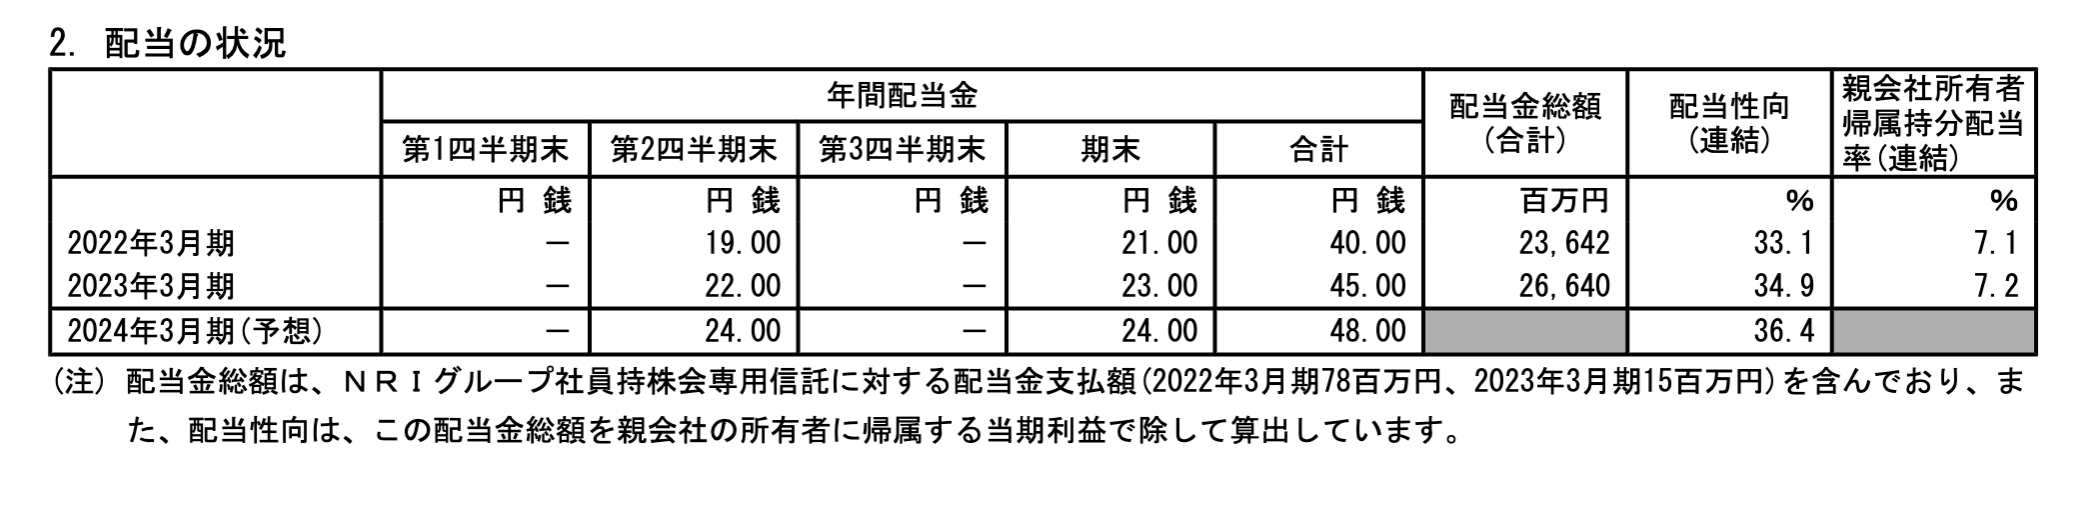 2. 配当の状況
年間配当金 配当金総額(合計) 配当性向(連結) 親会社所有者帰属持分配当率(連結)
第1四半期末 第2四半期末 第3四半期末 期末 合計
円 銭 円 銭 円 銭 円 銭 円 銭 百万円 % %
2022年3月期 － 19.00 － 21.00 40.00 23,642 33.1 7.1
2023年3月期 － 22.00 － 23.00 45.00 26,640 34.9 7.2
2024年3月期(予想) － 24.00 － 24.00 48.00 36.4
(注) 配当金総額は、ＮＲＩグループ社員持株会専用信託に対する配当金支払額(2022年3月期78百万円、2023年3月期15百万円)を含んでおり、ま
た、配当性向は、この配当金総額を親会社の所有者に帰属する当期利益で除して算出しています。